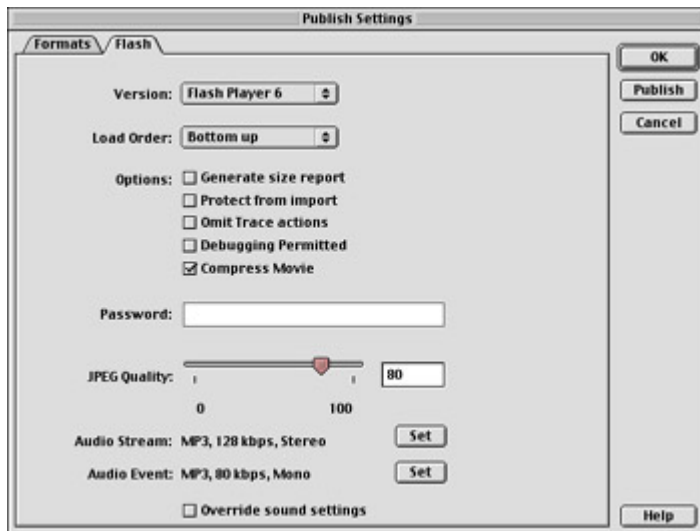 Publish Settings
Formats Flash
OK
Publish
Cancel
Version: Flash Player 6
Load Order: Bottom up
Options: Generate size report
Protect from import
Omit Trace actions
Debugging Permitted
Compress Movie
Password:
JPEG Quality: 80
0 100
Audio Stream: MP3, 128 kbps, Stereo Set
Audio Event: MP3, 80 kbps, Mono Set
Override sound settings
Help